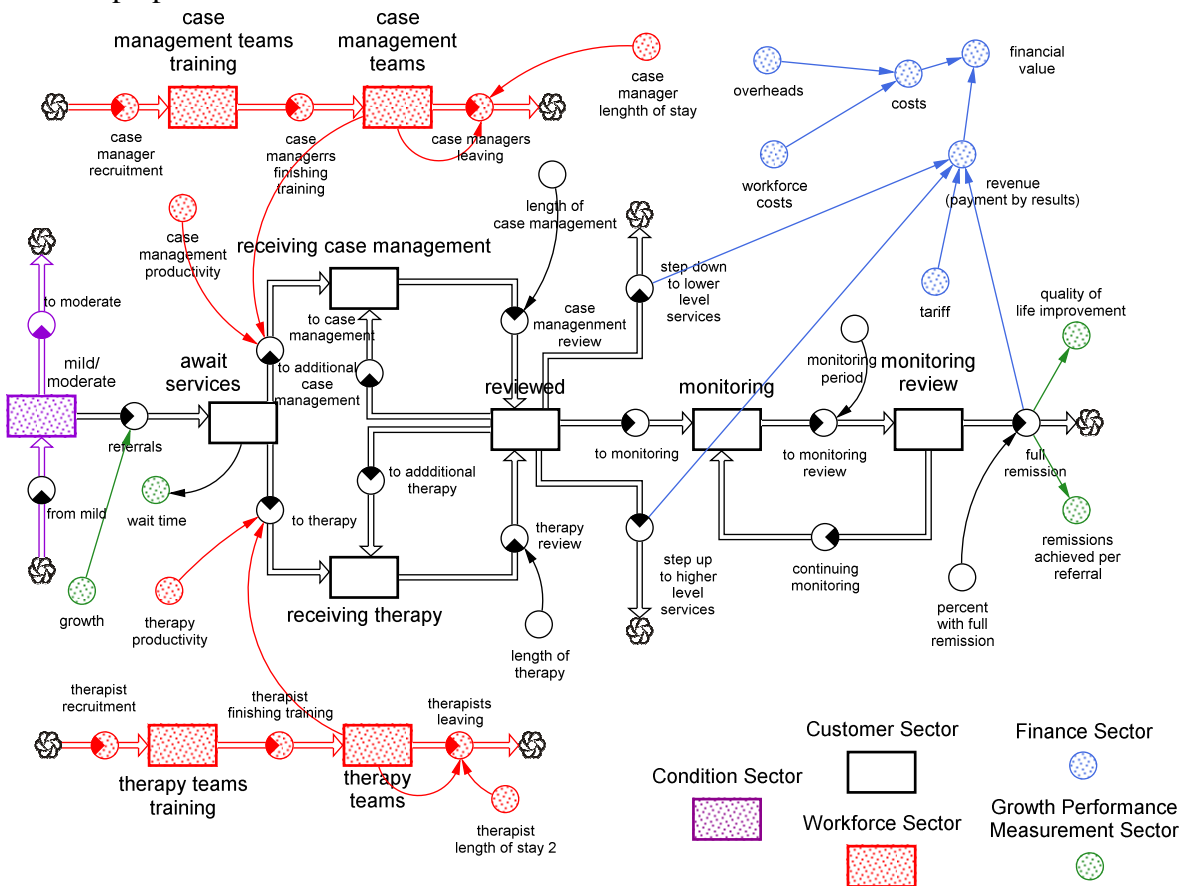 case
management teams
training
case
management
teams
case
manager
recruitment
case
managerrs
finishing
training
case managers
leaving
case
manager
lenghth of stay
overheads
costs
financial
value
workforce
costs
revenue
(payment by results)
tariff
case
management
productivity
length of
case management
receiving case management
step down
to lower
level
services
case
managenment
review
to moderate
mild/
moderate
await
services
to case
management
to additional
case
management
reviewed
monitoring
monitoring
period
monitoring
review
quality of
life improvement
referrals
to monitoring
to monitoring
review
full
remission
from mild
wait time
to addditional
therapy
to therapy
therapy
review
step up
to higher
level
services
continuing
monitoring
remissions
achieved per
referral
growth
therapy
productivity
receiving therapy
length of
therapy
percent
with full
remission
therapist
recruitment
therapist
finishing training
therapists
leaving
therapy teams
training
therapy
teams
therapist
length of stay 2
Customer Sector
Finance Sector
Condition Sector
Workforce Sector
Growth Performance
Measurement Sector